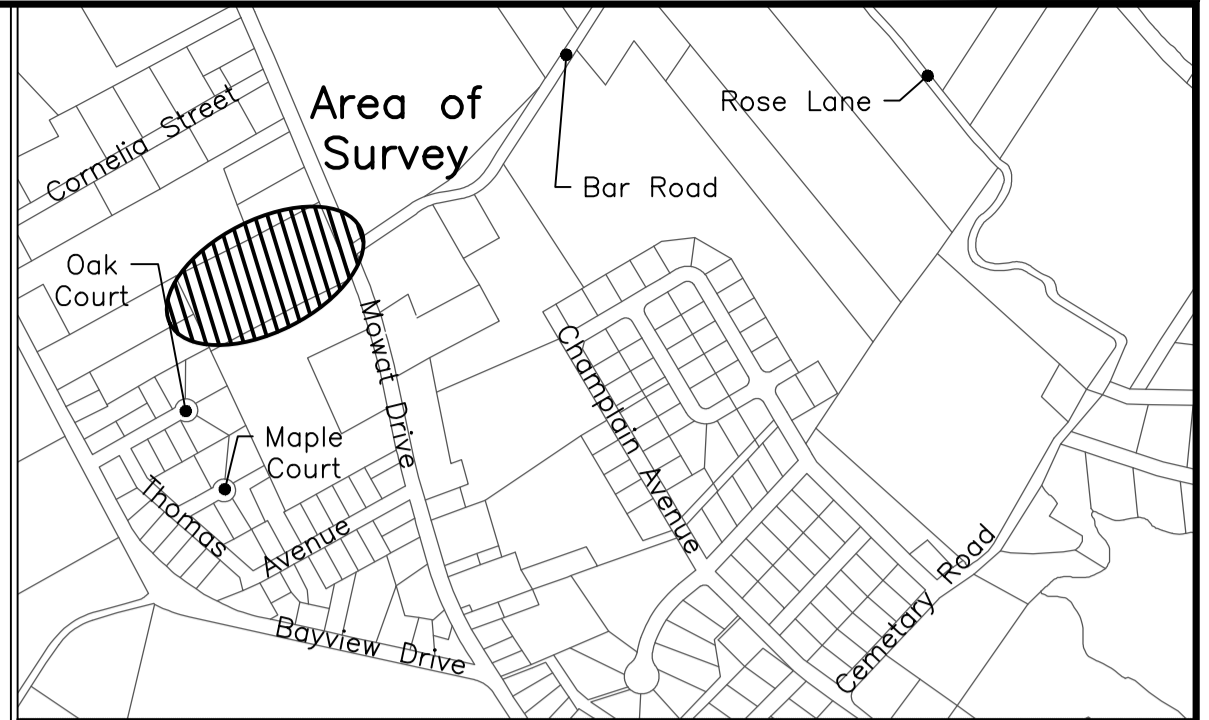 Area of
Survey
Cornelia Street
Rose Lane
Bar Road
Oak
Court
Mowat Drive
Champlain Avenue
Maple
Court
Thomas
Avenue
Cemetary Road
Bayview Drive